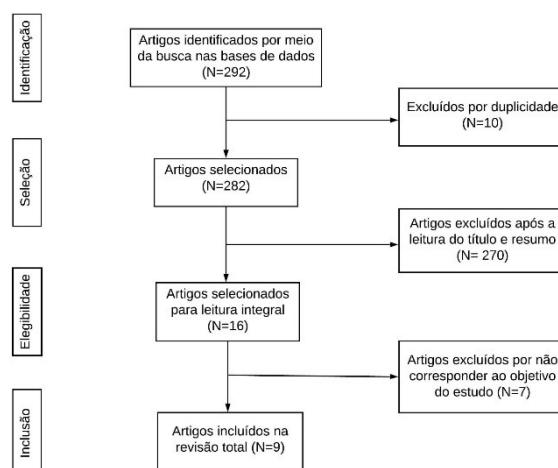 Identificação
Artigos identificados por meio
da busca nas bases de dados
(N=292)
Excluídos por duplicidade
(N=10)
Seleção
Artigos selecionados
(N=282)
Artigos excluídos após a
leitura do título e resumo
(N= 270)
Elegibilidade
Artigos selecionados
para leitura integral
(N=16)
Artigos excluídos por não
corresponder ao objetivo
do estudo (N=7)
Inclusão
Artigos incluídos na
revisão total (N=9)